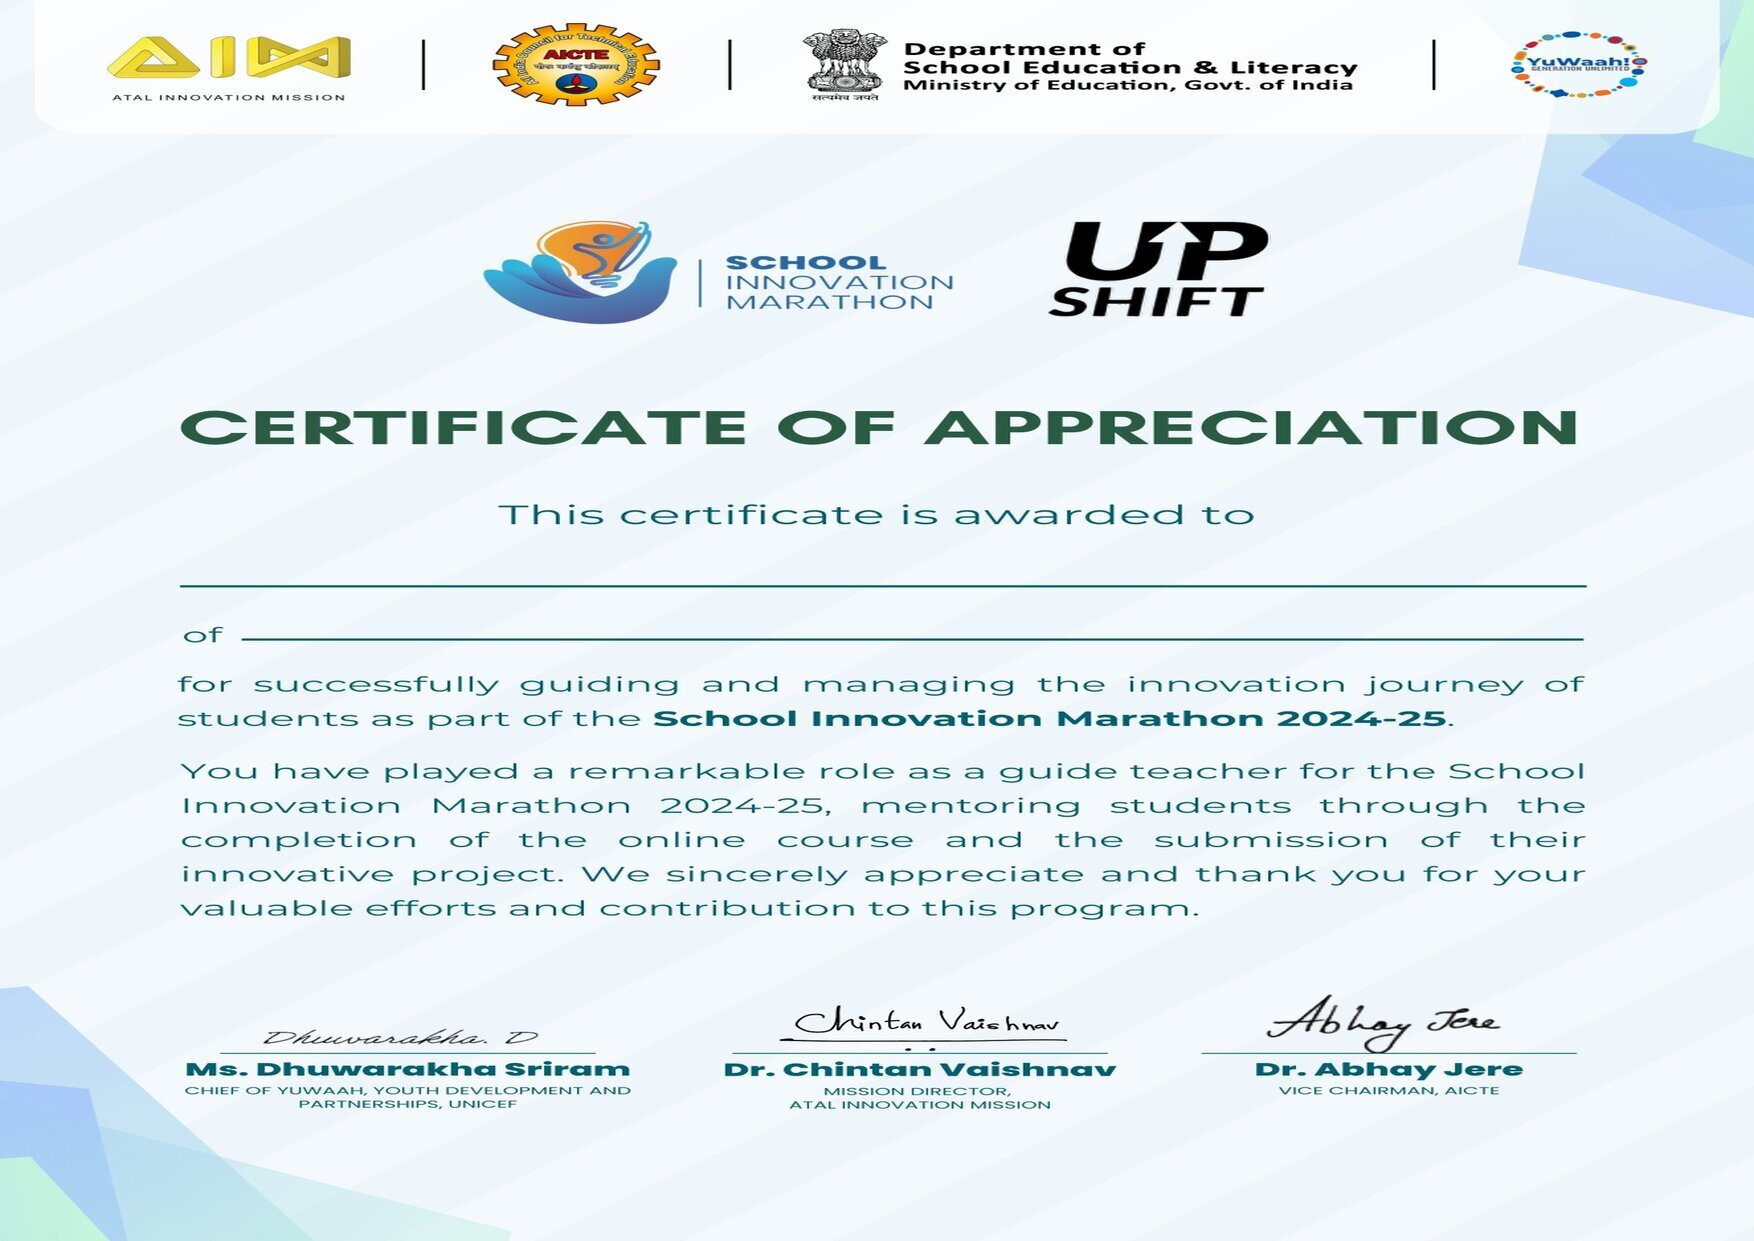 AIM
ATAL INNOVATION MISSION
All India Council for Technical Education
AICTE
सत्यमेव जयते
Department of
School Education & Literacy
Ministry of Education, Govt. of India
YuWaah!
GENERATION UNLIMITED
SCHOOL
INNOVATION
MARATHON
UP
SHIFT
CERTIFICATE OF APPRECIATION
This certificate is awarded to
of
for successfully guiding and managing the innovation journey of
students as part of the School Innovation Marathon 2024-25.
You have played a remarkable role as a guide teacher for the School
Innovation Marathon 2024-25, mentoring students through the
completion of the online course and the submission of their
innovative project. We sincerely appreciate and thank you for your
valuable efforts and contribution to this program.
Dhuwarakha. D
Ms. Dhuwarakha Sriram
CHIEF OF YUWAAH, YOUTH DEVELOPMENT AND
PARTNERSHIPS, UNICEF
Chintan Vaishnav
Dr. Chintan Vaishnav
MISSION DIRECTOR,
ATAL INNOVATION MISSION
Abhay Jere
Dr. Abhay Jere
VICE CHAIRMAN, AICTE